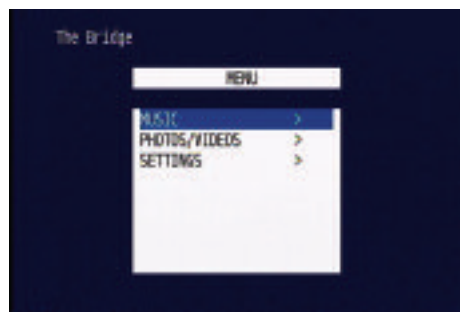 The Bridge
MENU
MUSIC >
PHOTOS/VIDEOS >
SETTINGS >